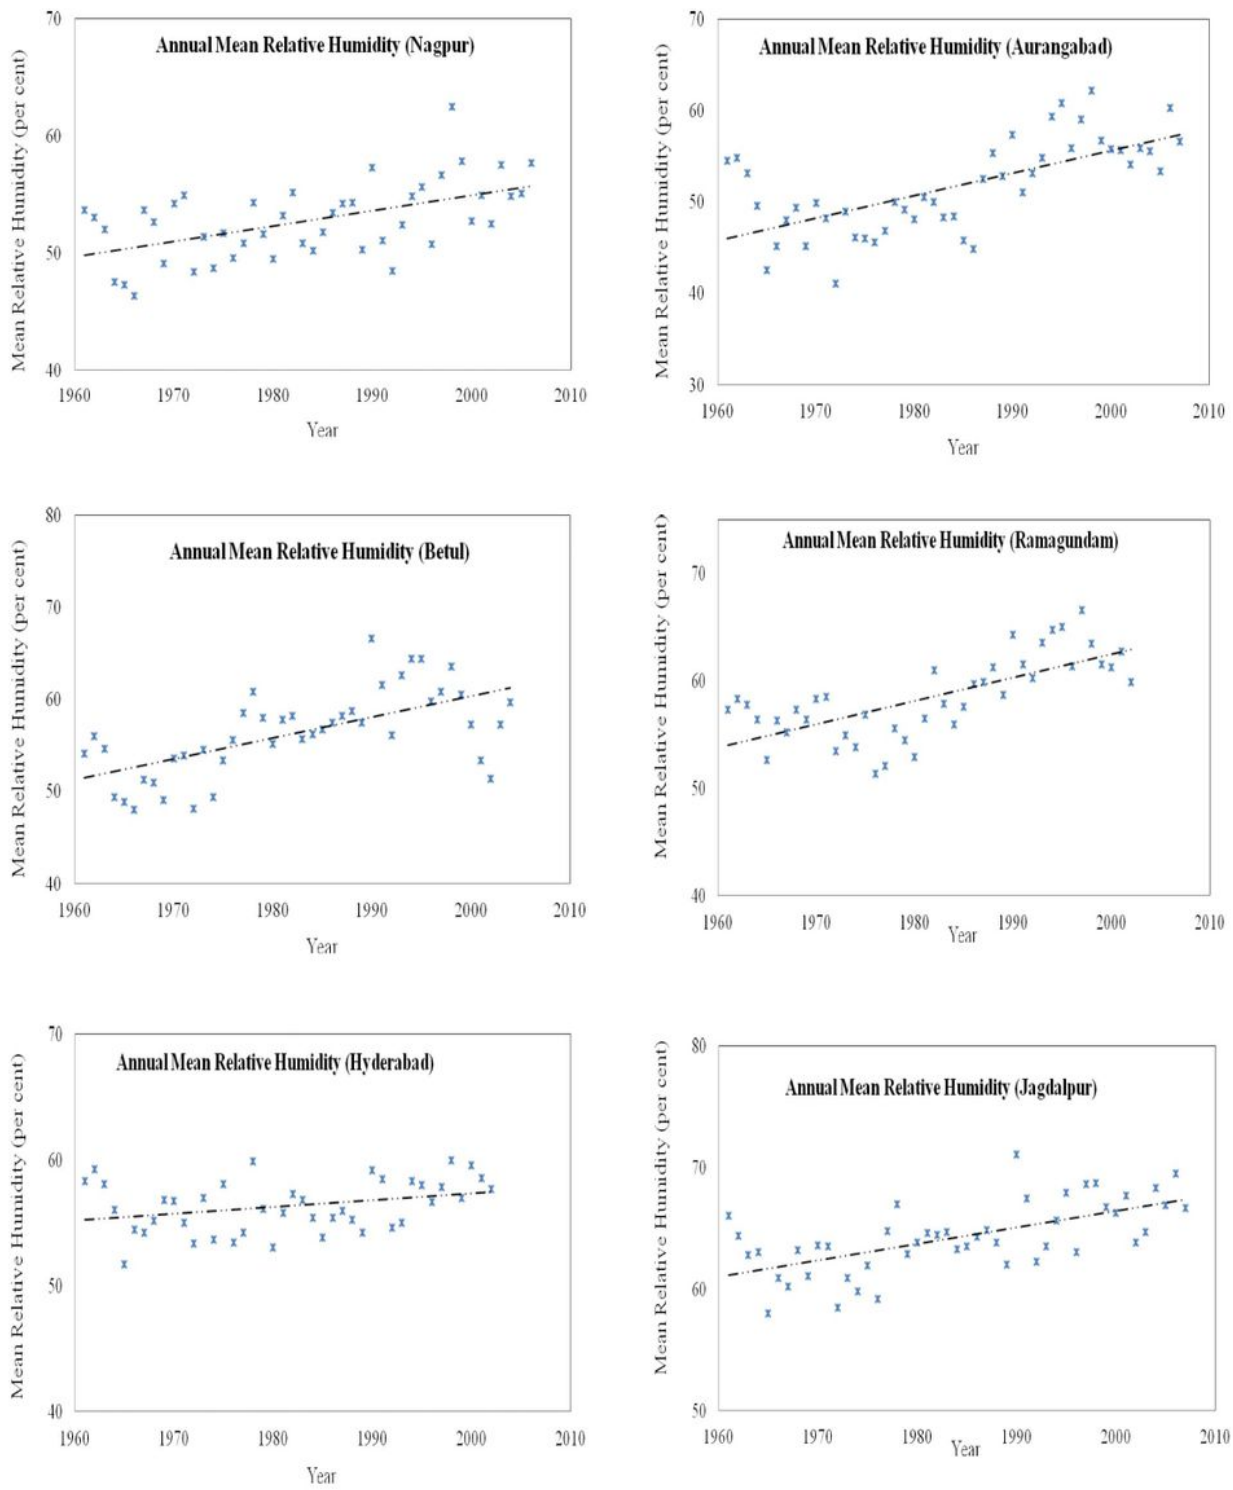 Annual Mean Relative Humidity (Nagpur)
Mean Relative Humidity (per cent)
70
60
50
40
1960 1970 1980 1990 2000 2010
Year
Annual Mean Relative Humidity (Aurangabad)
Mean Relative Humidity (per cent)
70
60
50
40
30
1960 1970 1980 1990 2000 2010
Year
Annual Mean Relative Humidity (Betul)
Mean Relative Humidity (per cent)
80
70
60
50
40
1960 1970 1980 1990 2000 2010
Year
Annual Mean Relative Humidity (Ramagundam)
Mean Relative Humidity (per cent)
70
60
50
40
1960 1970 1980 1990 2000 2010
Year
Annual Mean Relative Humidity (Hyderabad)
Mean Relative Humidity (per cent)
70
60
50
40
1960 1970 1980 1990 2000 2010
Year
Annual Mean Relative Humidity (Jagdalpur)
Mean Relative Humidity (per cent)
80
70
60
50
1960 1970 1980 1990 2000 2010
Year